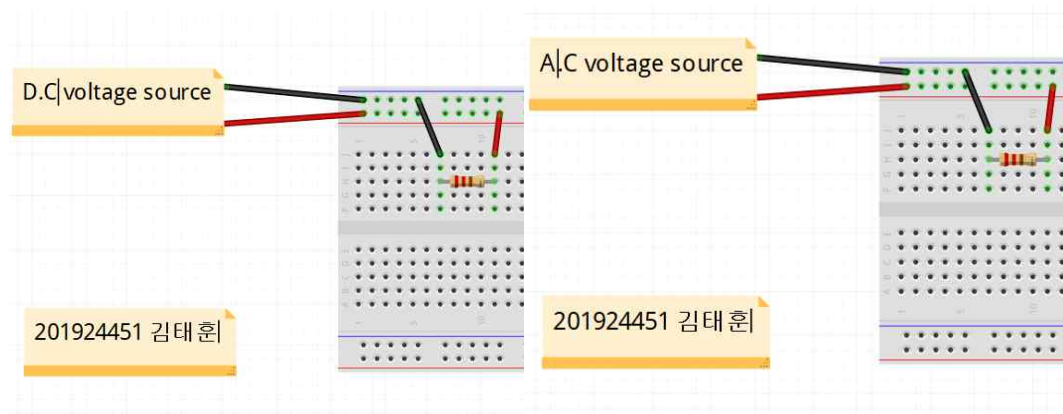 D.C voltage source
201924451 김태훈
A.C voltage source
201924451 김태훈